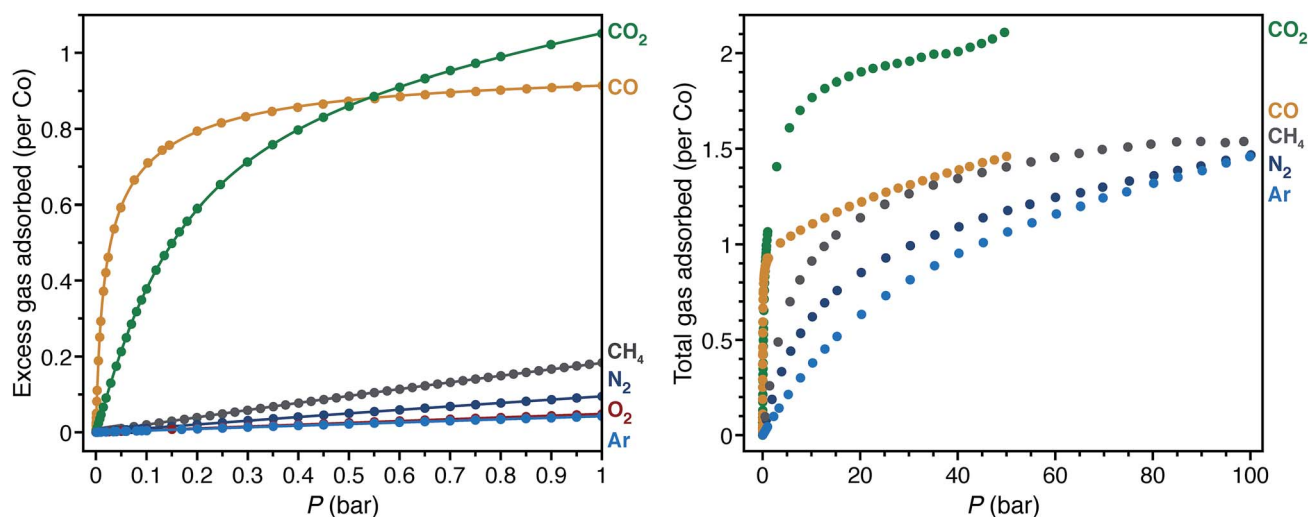 Excess gas adsorbed (per Co)
1
0.8
0.6
0.4
0.2
0
0
0.1
0.2
0.3
0.4
0.5
0.6
0.7
0.8
0.9
1
P (bar)
CO₂
CO
CH₄
N₂
O₂
Ar
Total gas adsorbed (per Co)
2
1.5
1
0.5
0
0
20
40
60
80
100
P (bar)
CO₂
CO
CH₄
N₂
Ar